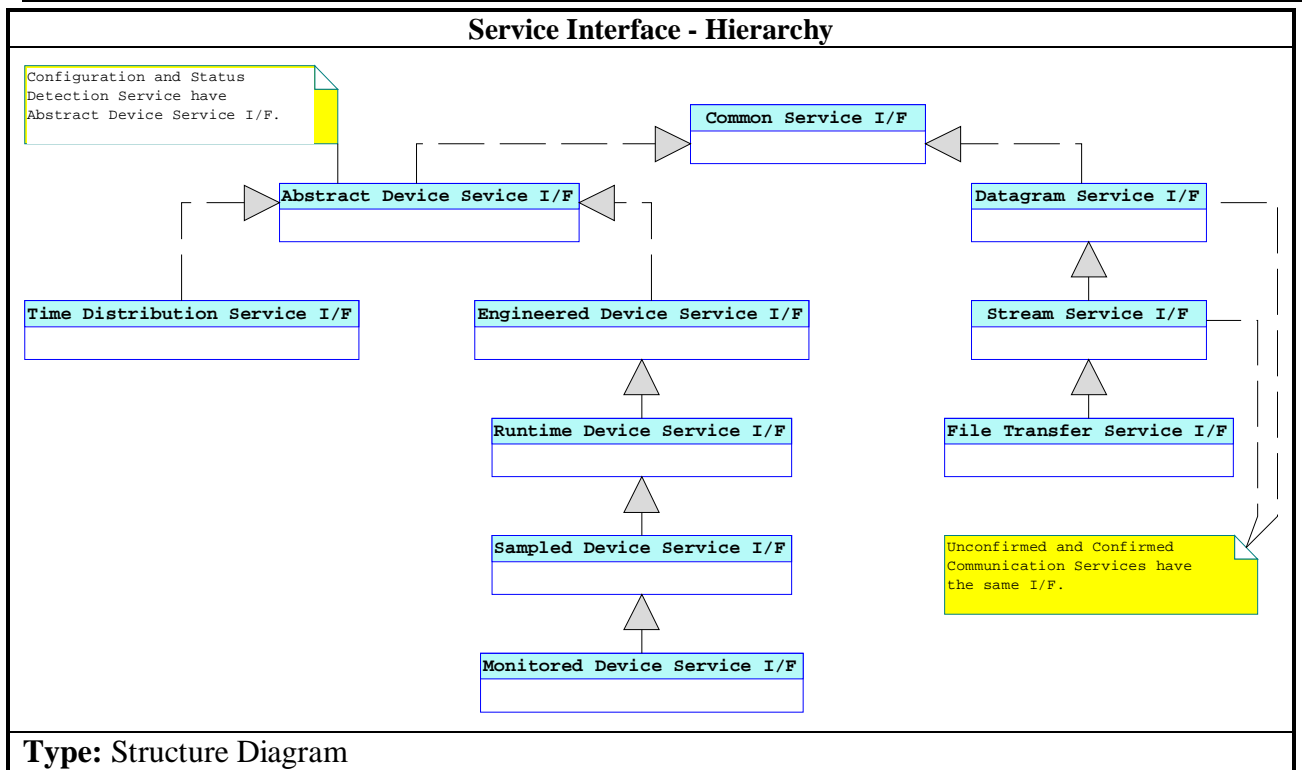 Service Interface - Hierarchy
Configuration and Status
Detection Service have
Abstract Device Service I/F.
Common Service I/F
Abstract Device Sevice I/F
Datagram Service I/F
Time Distribution Service I/F
Engineered Device Service I/F
Stream Service I/F
Runtime Device Service I/F
File Transfer Service I/F
Sampled Device Service I/F
Unconfirmed and Confirmed
Communication Services have
the same I/F.
Monitored Device Service I/F
Type: Structure Diagram